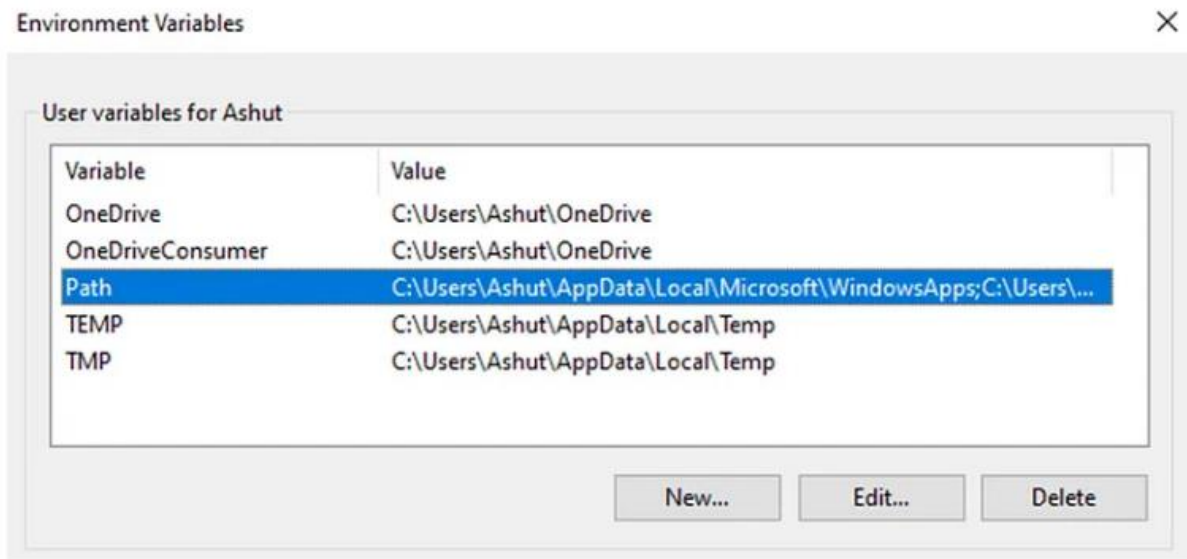 Environment Variables
User variables for Ashut
Variable Value
OneDrive C:\Users\Ashut\OneDrive
OneDriveConsumer C:\Users\Ashut\OneDrive
Path C:\Users\Ashut\AppData\Local\Microsoft\WindowsApps;C:\Users\...
TEMP C:\Users\Ashut\AppData\Local\Temp
TMP C:\Users\Ashut\AppData\Local\Temp
New... Edit... Delete